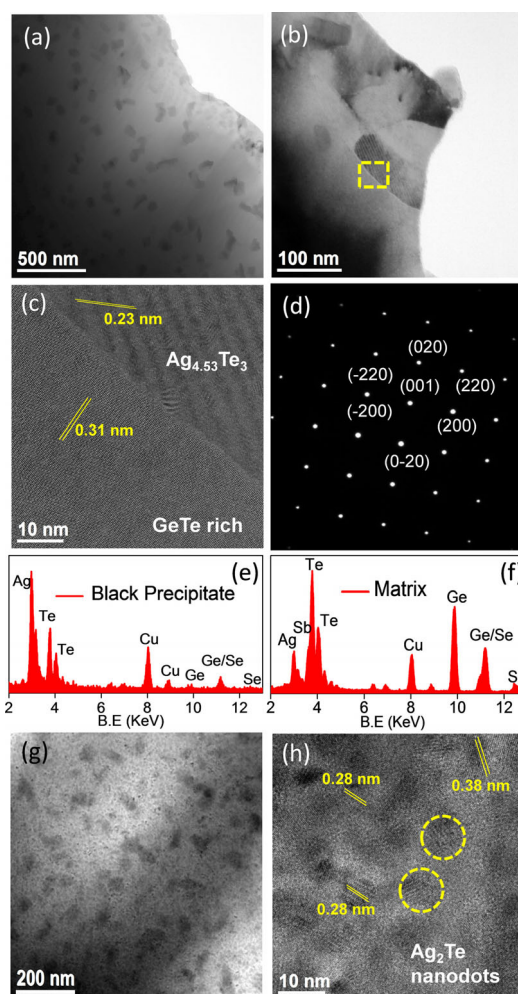 (a)
500 nm
(b)
100 nm
(c)
0.23 nm
Ag4.53Te3
0.31 nm
GeTe rich
10 nm
(d)
(020)
(-220)
(001)
(220)
(-200)
(200)
(0-20)
(e)
Ag
Black Precipitate
Te
Te
Cu
Cu
Ge
Ge/Se
Se
2 4 6 8 10 12
B.E (KeV)
(f)
Te
Matrix
Ge
Sb
Te
Ag
Ge/Se
Cu
S
2 4 6 8 10 12
B.E (KeV)
(g)
200 nm
(h)
0.28 nm
0.38 nm
0.28 nm
Ag2Te
nanodots
10 nm